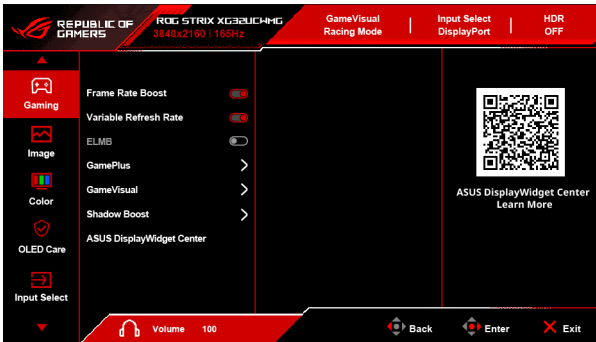 REPUBLIC OF
GAMERS
ROG STRIX XG32UCWMG
3840x2160 | 165Hz
GameVisual
Racing Mode
Input Select
DisplayPort
HDR
OFF
Gaming
Image
Color
OLED Care
Input Select
Frame Rate Boost
Variable Refresh Rate
ELMB
GamePlus
GameVisual
Shadow Boost
ASUS DisplayWidget Center
ASUS DisplayWidget Center
Learn More
Volume 100
Back
Enter
Exit